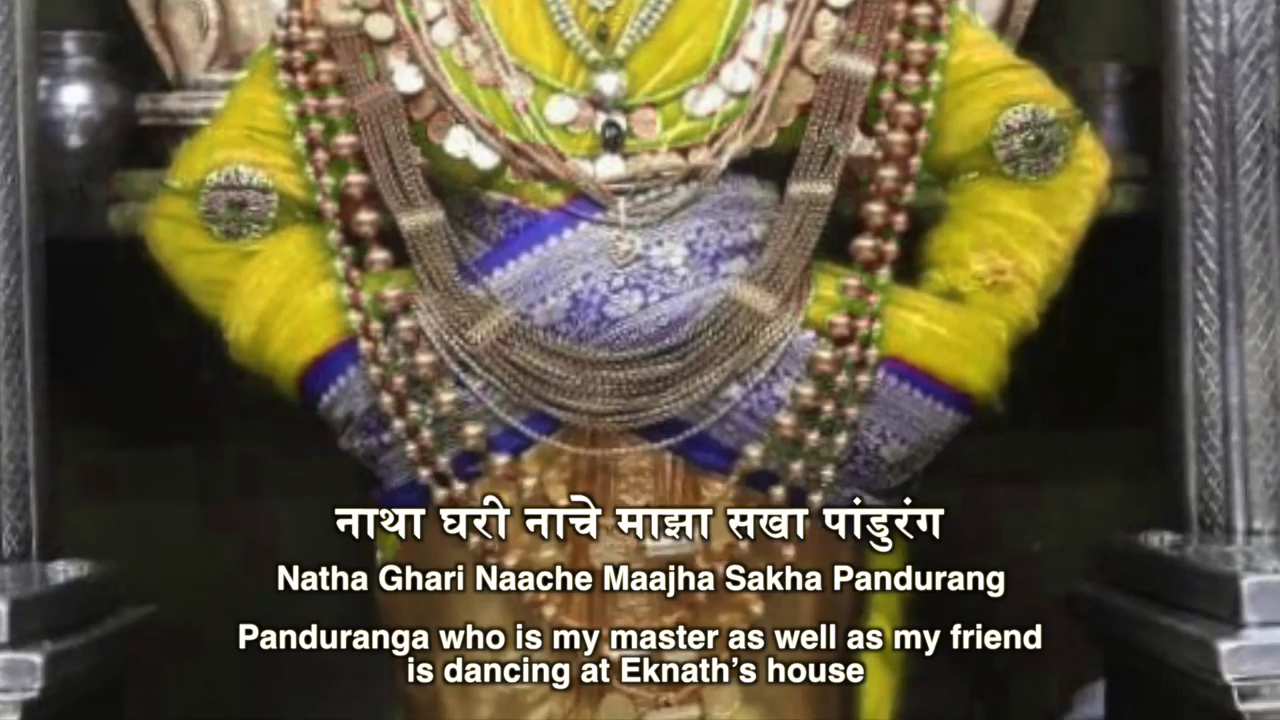 नाथा घरी नाचे माझा सखा पांडुरंग
Natha Ghari Naache Maajha Sakha Pandurang
Panduranga who is my master as well as my friend
is dancing at Eknath’s house